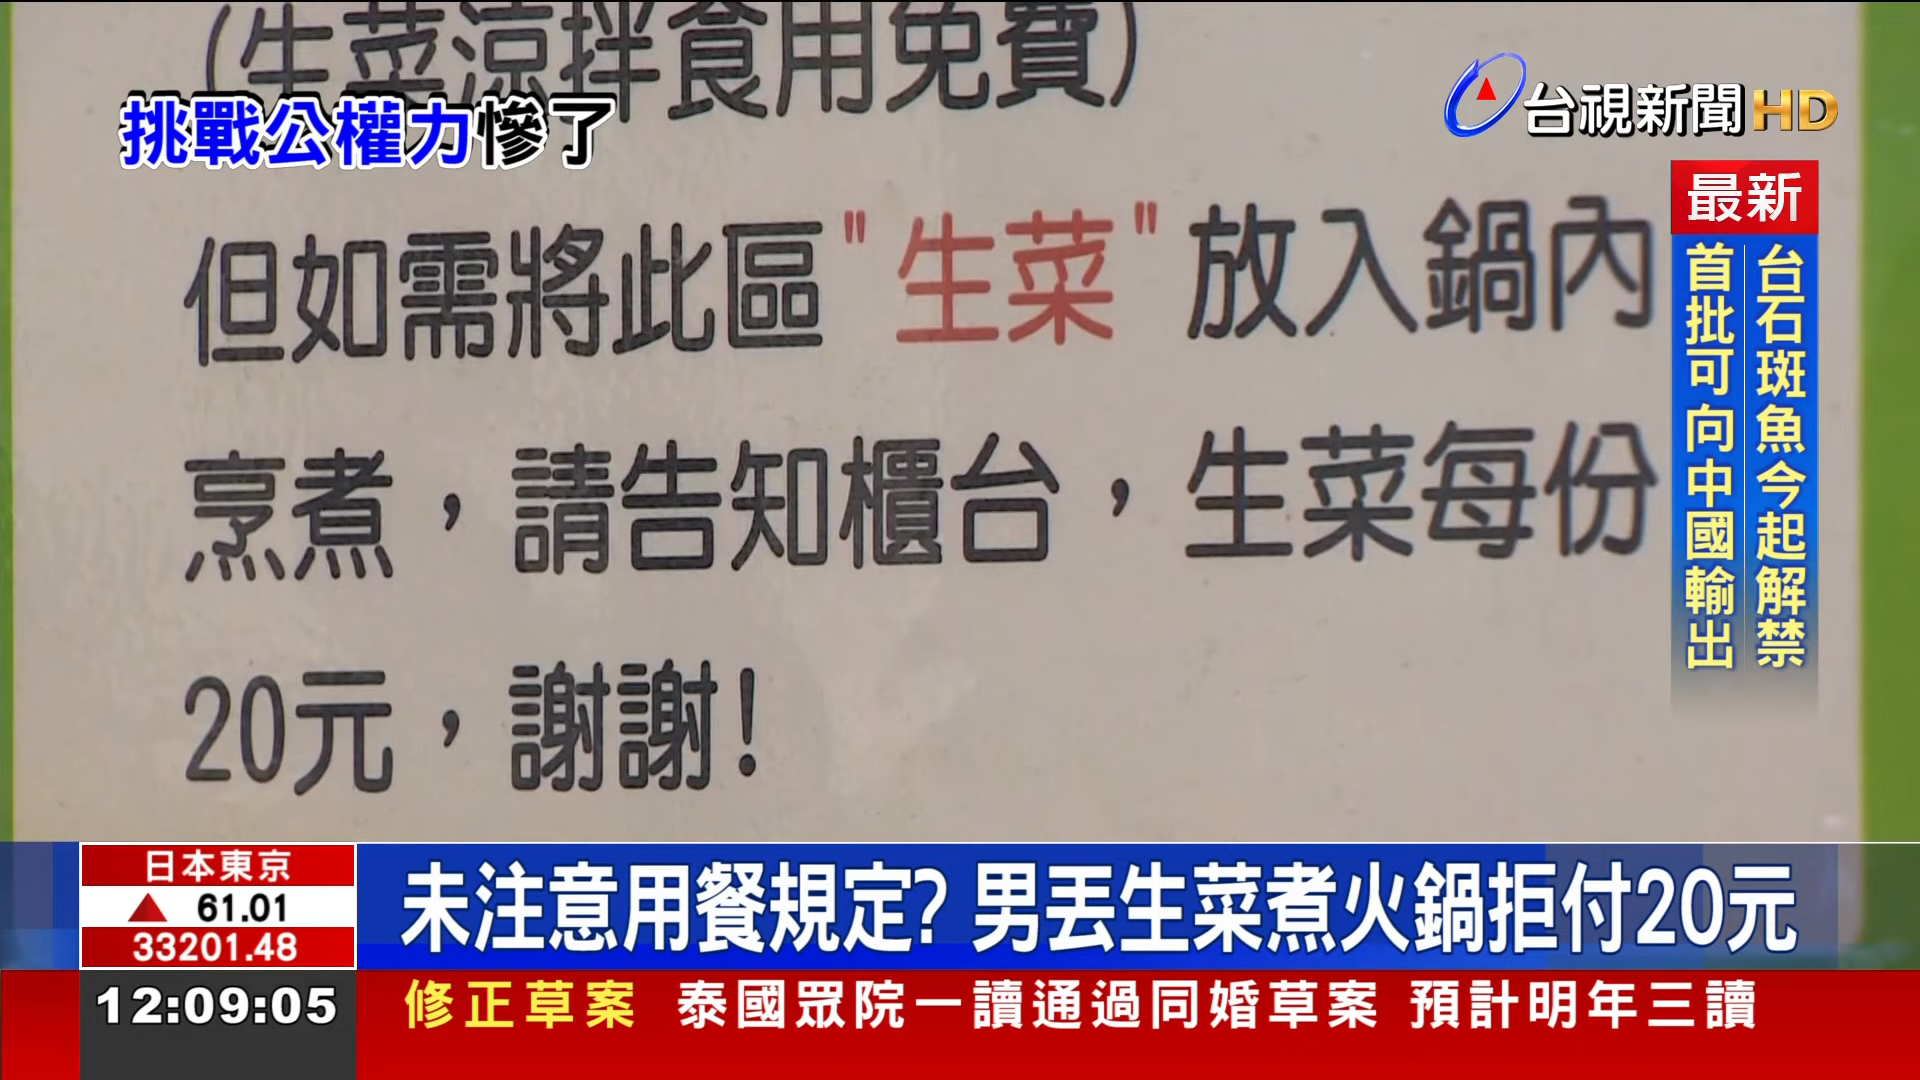 (生菜涼拌食用免費)
挑戰公權力慘了
台視新聞HD
最新
台石斑魚今起解禁
首批可向中國輸出
但如需將此區"生菜"放入鍋內
烹煮，請告知櫃台，生菜每份
20元，謝謝!
日本東京
▲ 61.01
33201.48
未注意用餐規定? 男丟生菜煮火鍋拒付20元
12:09:05
修正草案 泰國眾院一讀通過同婚草案 預計明年三讀